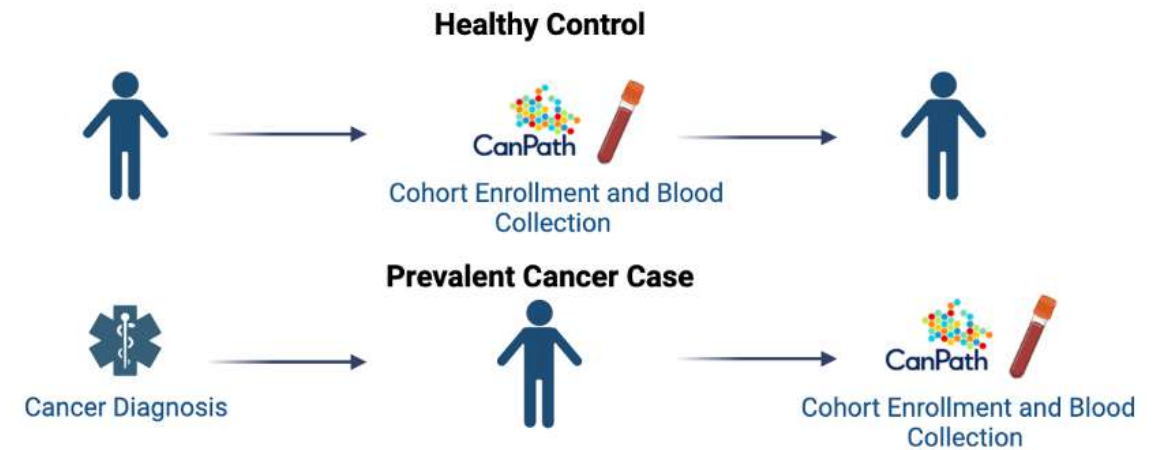 Healthy Control
CanPath
Cohort Enrollment and Blood
Collection
Prevalent Cancer Case
Cancer Diagnosis
CanPath
Cohort Enrollment and Blood
Collection